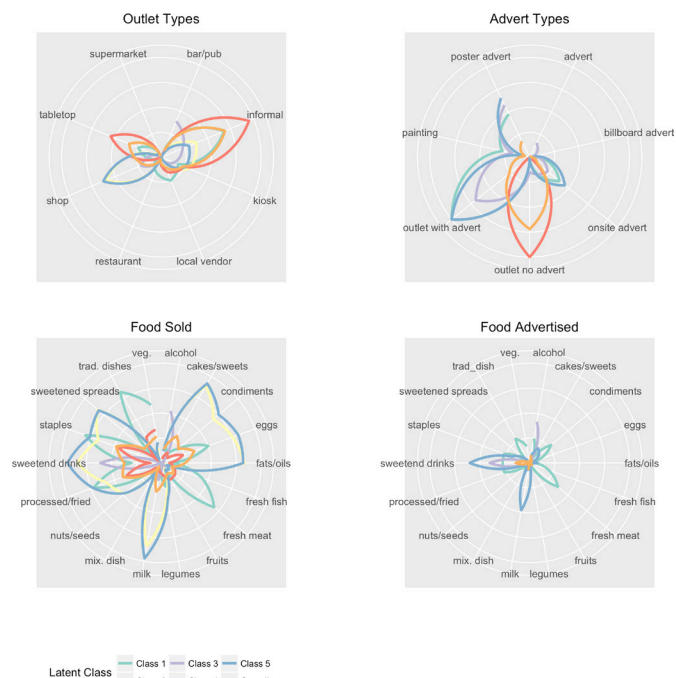 Outlet Types
Advert Types
supermarket
bar/pub
tabletop
informal
shop
kiosk
restaurant
local vendor
poster advert
advert
painting
billboard advert
outlet with advert
onsite advert
outlet no advert
Food Sold
Food Advertised
veg.
alcohol
trad. dishes
cakes/sweets
sweetened spreads
condiments
staples
eggs
sweetend drinks
fats/oils
processed/fried
fresh fish
nuts/seeds
fresh meat
mix. dish
fruits
milk
legumes
veg.
alcohol
trad_dish
cakes/sweets
sweetened spreads
condiments
staples
eggs
sweetend drinks
fats/oils
processed/fried
fresh fish
nuts/seeds
fresh meat
mix. dish
fruits
milk
legumes
Latent Class
Class 1
Class 3
Class 5